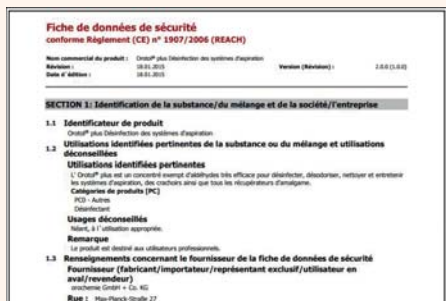 Fiche de données de sécurité
conforme Règlement (CE) n° 1907/2006 (REACH)
Nom commercial du produit : Orotol® plus Désinfection des systèmes d'aspiration
Révision : 18.01.2015 Version (Révision) : 2.0.0 (1.0.0)
Date d'édition : 18.01.2015
SECTION 1: Identification de la substance/du mélange et de la société/l'entreprise
1.1 Identificateur de produit
Orotol® plus Désinfection des systèmes d'aspiration
1.2 Utilisations identifiées pertinentes de la substance ou du mélange et utilisations
déconseillées
Utilisations identifiées pertinentes
L' Orotol® plus est un concentré exempt d'aldéhydes très efficace pour désinfecter, désodoriser, nettoyer et entretenir
les systèmes d'aspiration, des crachoirs ainsi que tous les récupérateurs d'amalgame.
Catégories de produits [PC]
PC0 - Autres
Désinfectant
Usages déconseillés
Néant, à l'utilisation appropriée.
Remarque
Le produit est destiné aux utilisateurs professionnels.
1.3 Renseignements concernant le fournisseur de la fiche de données de sécurité
Fournisseur (fabricant/importateur/représentant exclusif/utilisateur en
aval/revendeur)
orochemie GmbH + Co. KG
Rue : Max-Planck-Straße 27